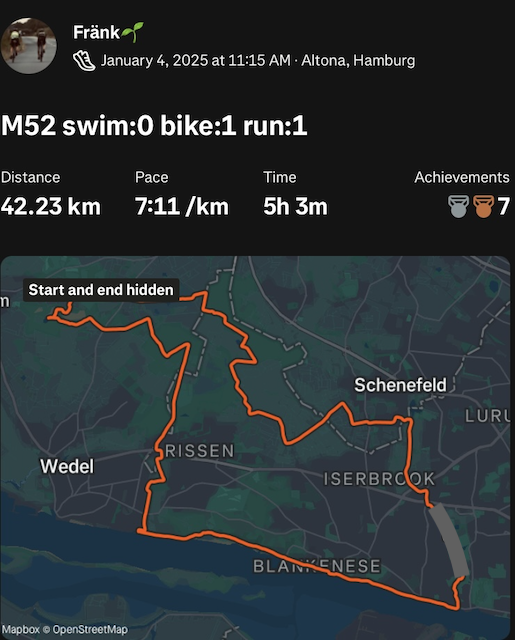 Fränk🌱
January 4, 2025 at 11:15 AM · Altona, Hamburg
M52 swim:0 bike:1 run:1
Distance Pace Time Achievements
42.23 km 7:11 /km 5h 3m 7
Start and end hidden
m
Schenefeld
LURU
RISSEN
Wedel
ISERBROOK
BLANKENESE
Mapbox © OpenStreetMap